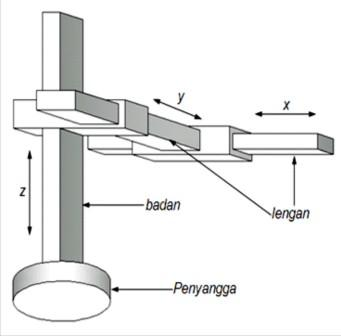 y
x
z
badan
lengan
Penyangga